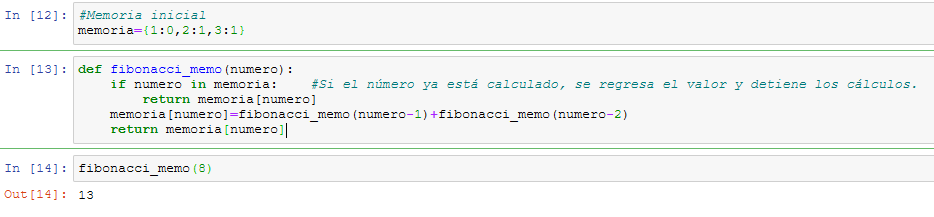 In [12]: #Memoria inicial
memoria={1:0,2:1,3:1}
In [13]: def fibonacci_memo(numero):
    if numero in memoria:    #Si el número ya está calculado, se regresa el valor y detiene los cálculos.
        return memoria[numero]
    memoria[numero]=fibonacci_memo(numero-1)+fibonacci_memo(numero-2)
    return memoria[numero]
In [14]: fibonacci_memo(8)
Out[14]: 13